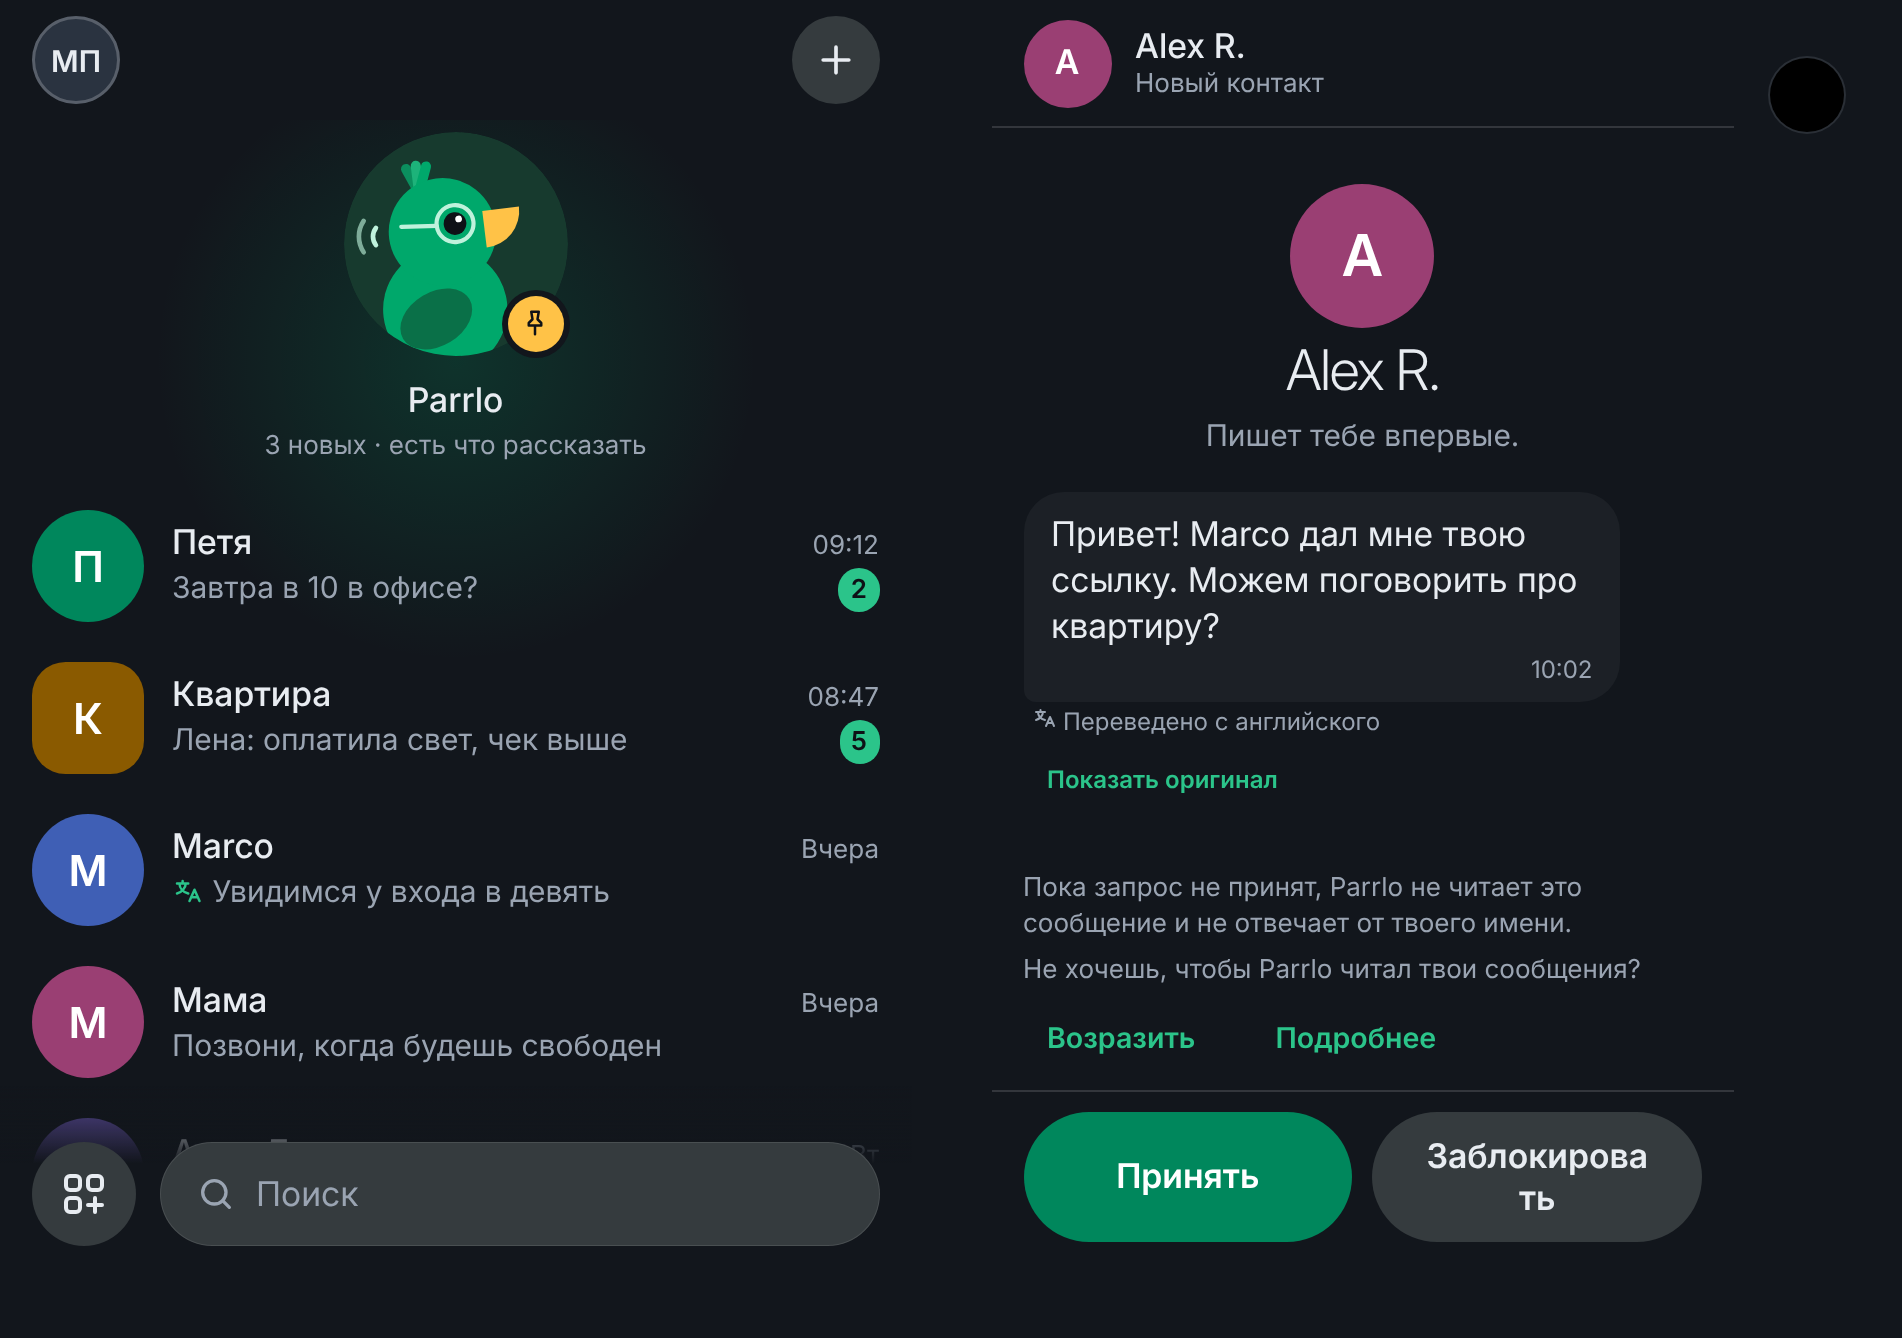 МП
Parrlo
3 новых · есть что рассказать
П
Петя
09:12
Завтра в 10 в офисе?
2
К
Квартира
08:47
Лена: оплатила свет, чек выше
5
M
Marco
Вчера
Увидимся у входа в девять
М
Мама
Вчера
Позвони, когда будешь свободен
Поиск
A
Alex R.
Новый контакт
A
Alex R.
Пишет тебе впервые.
Привет! Marco дал мне твою
ссылку. Можем поговорить про
квартиру?
10:02
Переведено с английского
Показать оригинал
Пока запрос не принят, Parrlo не читает это
сообщение и не отвечает от твоего имени.
Не хочешь, чтобы Parrlo читал твои сообщения?
Возразить
Подробнее
Принять
Заблокирова
ть